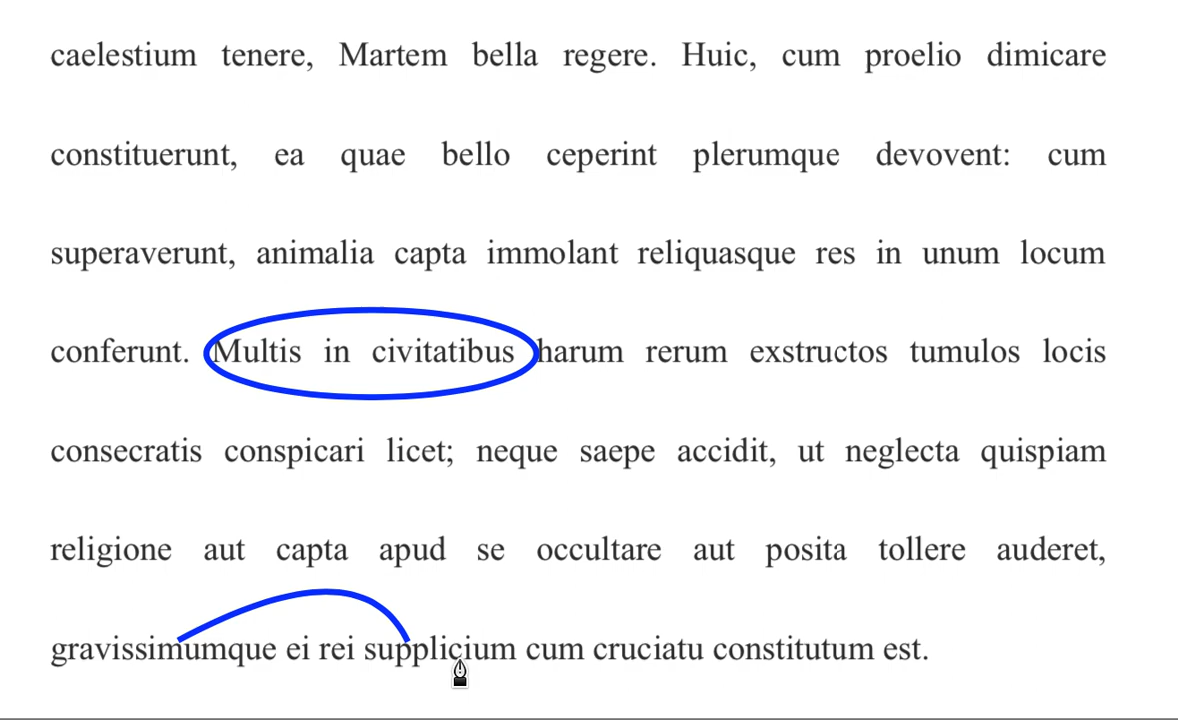 caelestium tenere, Martem bella regere. Huic, cum proelio dimicare
constituerunt, ea quae bello ceperint plerumque devovent: cum
superaverunt, animalia capta immolant reliquasque res in unum locum
conferunt. Multis in civitatibus harum rerum exstructos tumulos locis
consecratis conspicari licet; neque saepe accidit, ut neglecta quispiam
religione aut capta apud se occultare aut posita tollere auderet,
gravissimumque ei rei supplicium cum cruciatu constitutum est.